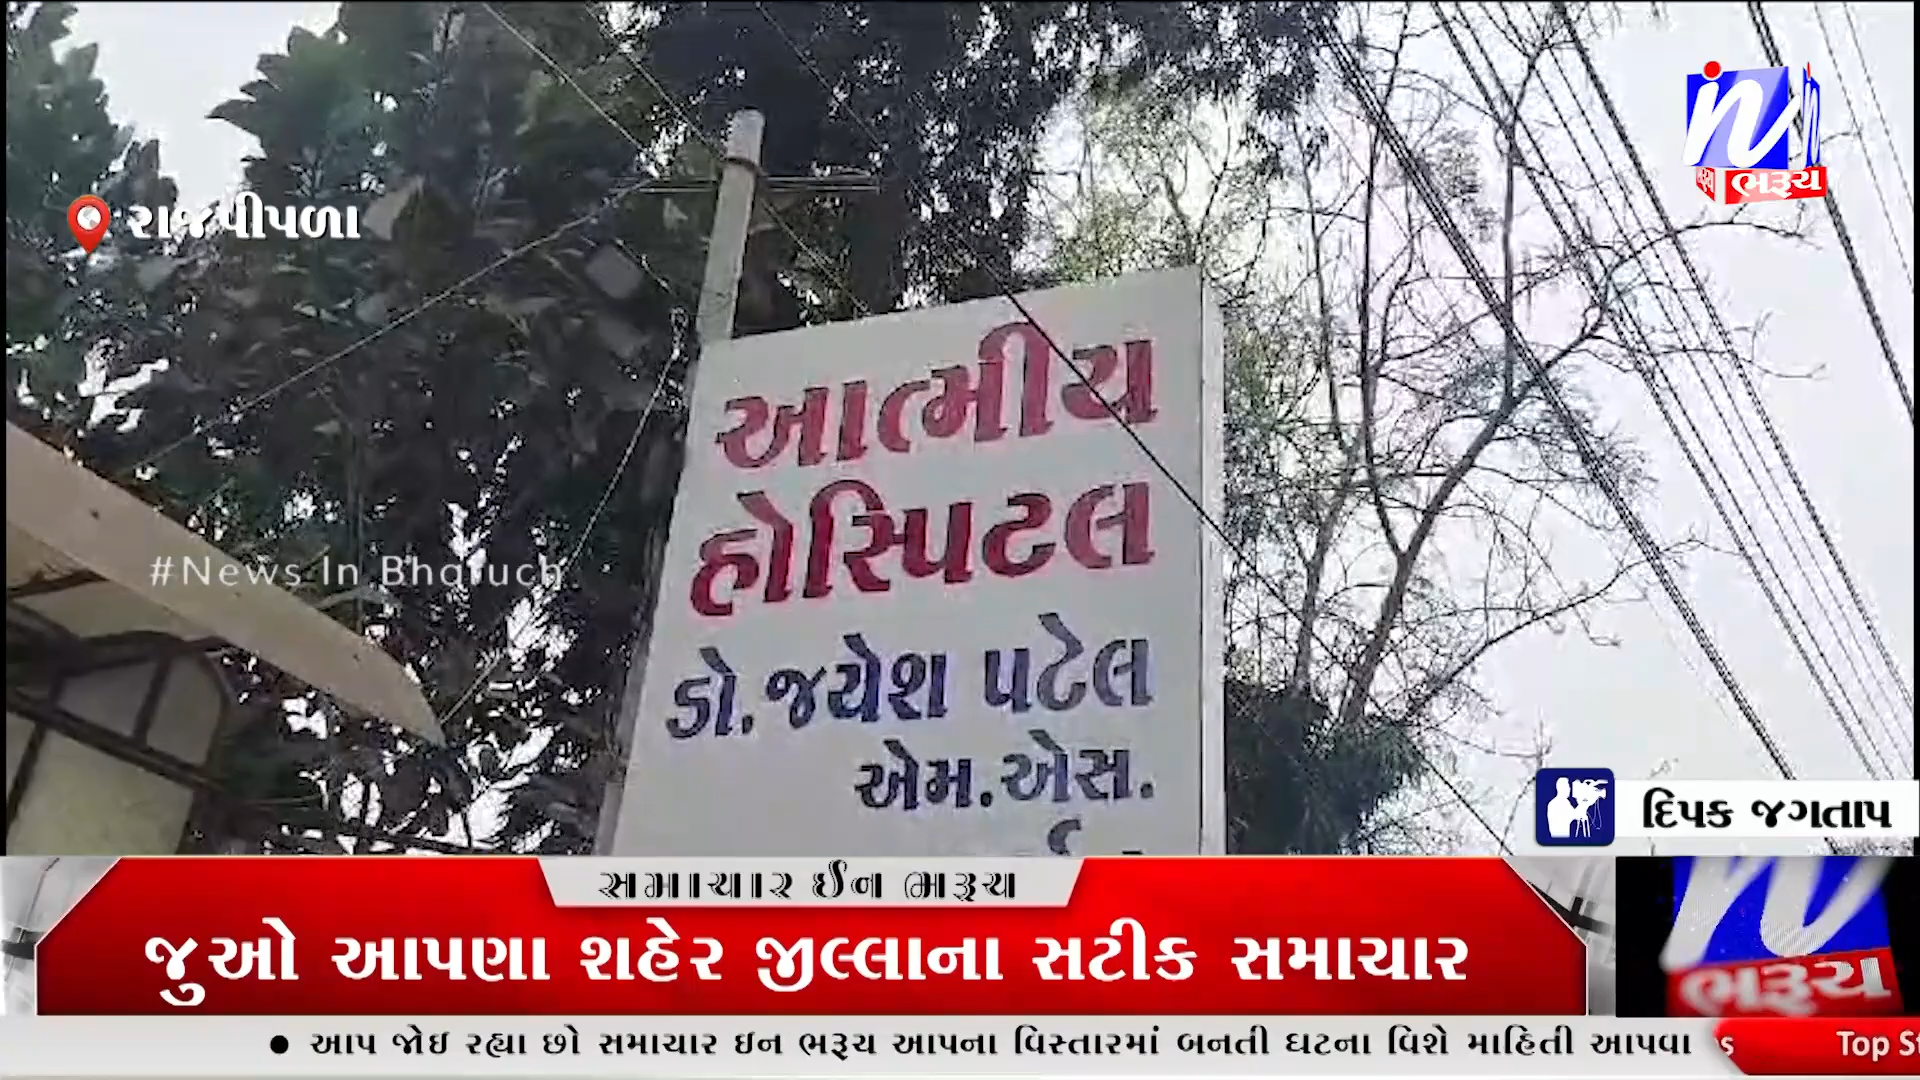 in
ભરૂચ
રાજપીપળા
આત્મીય
હોસ્પિટલ
#News In Bharuch
ડો.જયેશ પટેલ
એમ.એસ.
દિપક જગતાપ
સમાચાર ઈન ભરૂચ
જુઓ આપણા શહેર જીલ્લાના સટીક સમાચાર
ભરૂચ
● આપ જોઇ રહ્યા છો સમાચાર ઇન ભરૂચ આપના વિસ્તારમાં બનતી ઘટના વિશે માહિતી આપવા
Top